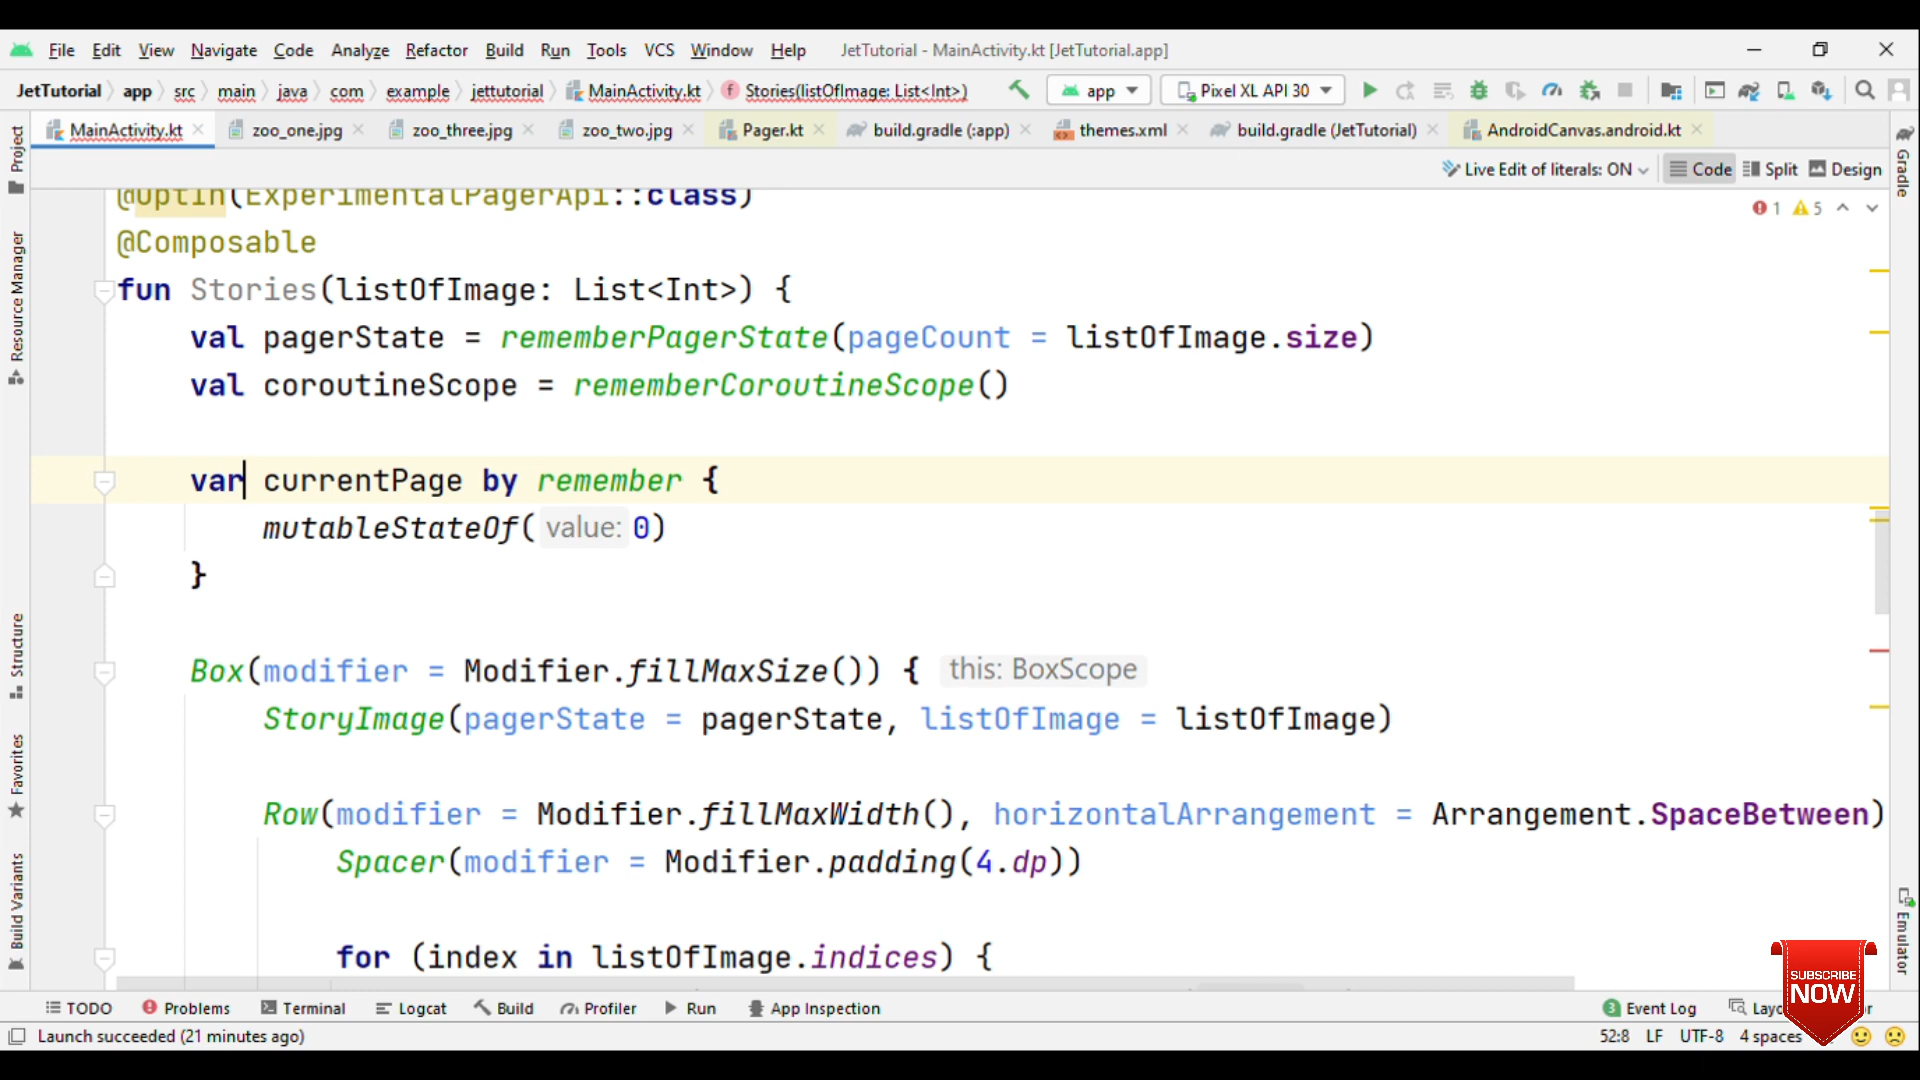 File Edit View Navigate Code Analyze Refactor Build Run Tools VCS Window Help JetTutorial - MainActivity.kt [JetTutorial.app]
JetTutorial app src main java com example jettutorial MainActivity.kt Stories(listOfImage: List<Int>) app Pixel XL API 30
MainActivity.kt zoo_one.jpg zoo_three.jpg zoo_two.jpg Pager.kt build.gradle (:app) themes.xml build.gradle (JetTutorial) AndroidCanvas.android.kt
Live Edit of literals: ON Code Split Design
1 5
Project
Resource Manager
Structure
Favorites
Build Variants
Gradle
Emulator
@OptIn(ExperimentalPagerApi::class)
@Composable
fun Stories(listOfImage: List<Int>) {
val pagerState = rememberPagerState(pageCount = listOfImage.size)
val coroutineScope = rememberCoroutineScope()
var currentPage by remember {
mutableStateOf( value: 0)
}
Box(modifier = Modifier.fillMaxSize()) { this: BoxScope
StoryImage(pagerState = pagerState, listOfImage = listOfImage)
Row(modifier = Modifier.fillMaxWidth(), horizontalArrangement = Arrangement.SpaceBetween)
Spacer(modifier = Modifier.padding(4.dp))
for (index in listOfImage.indices) {
SUBSCRIBE
NOW
TODO Problems Terminal Logcat Build Profiler Run App Inspection 3 Event Log
Launch succeeded (21 minutes ago) 52:8 LF UTF-8 4 spaces